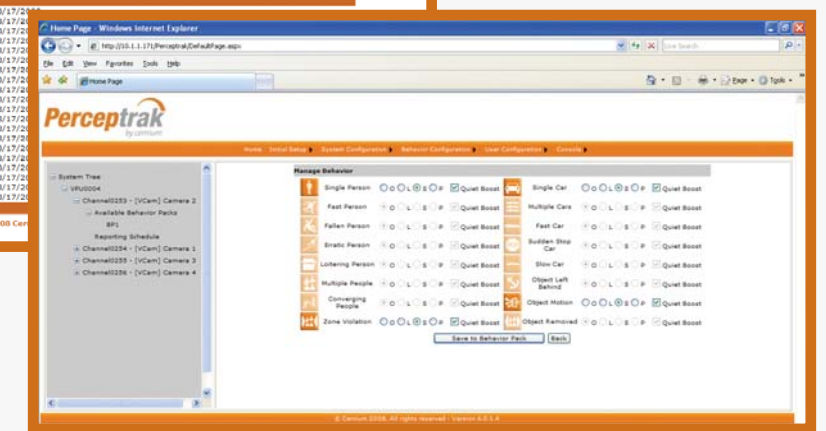 Home Page - Windows Internet Explorer
http://10.1.1.171/Perceptrak/DefaultPage.aspx
Live Search
File Edit View Favorites Tools Help
Home Page
Page Tools
Perceptrak
by cernium
Home Initial Setup System Configuration Behavior Configuration User Configuration Console
System Tree
VPU0004
Channel0253 - [VCam] Camera 2
Available Behavior Packs
BP1
Reporting Schedule
Channel0254 - [VCam] Camera 1
Channel0255 - [VCam] Camera 3
Channel0256 - [VCam] Camera 4
Manage Behavior
Single Person O L S P Quiet Boost Single Car O L S P Quiet Boost
Fast Person O L S P Quiet Boost Multiple Cars O L S P Quiet Boost
Fallen Person O L S P Quiet Boost Fast Car O L S P Quiet Boost
Erratic Person O L S P Quiet Boost Sudden Stop Car O L S P Quiet Boost
Loitering Person O L S P Quiet Boost Slow Car O L S P Quiet Boost
Multiple People O L S P Quiet Boost Object Left Behind O L S P Quiet Boost
Converging People O L S P Quiet Boost Object Motion O L S P Quiet Boost
Zone Violation O L S P Quiet Boost Object Removed O L S P Quiet Boost
Save to Behavior Pack Back
© Cernium 2008. All rights reserved - Version 6.0.1.4